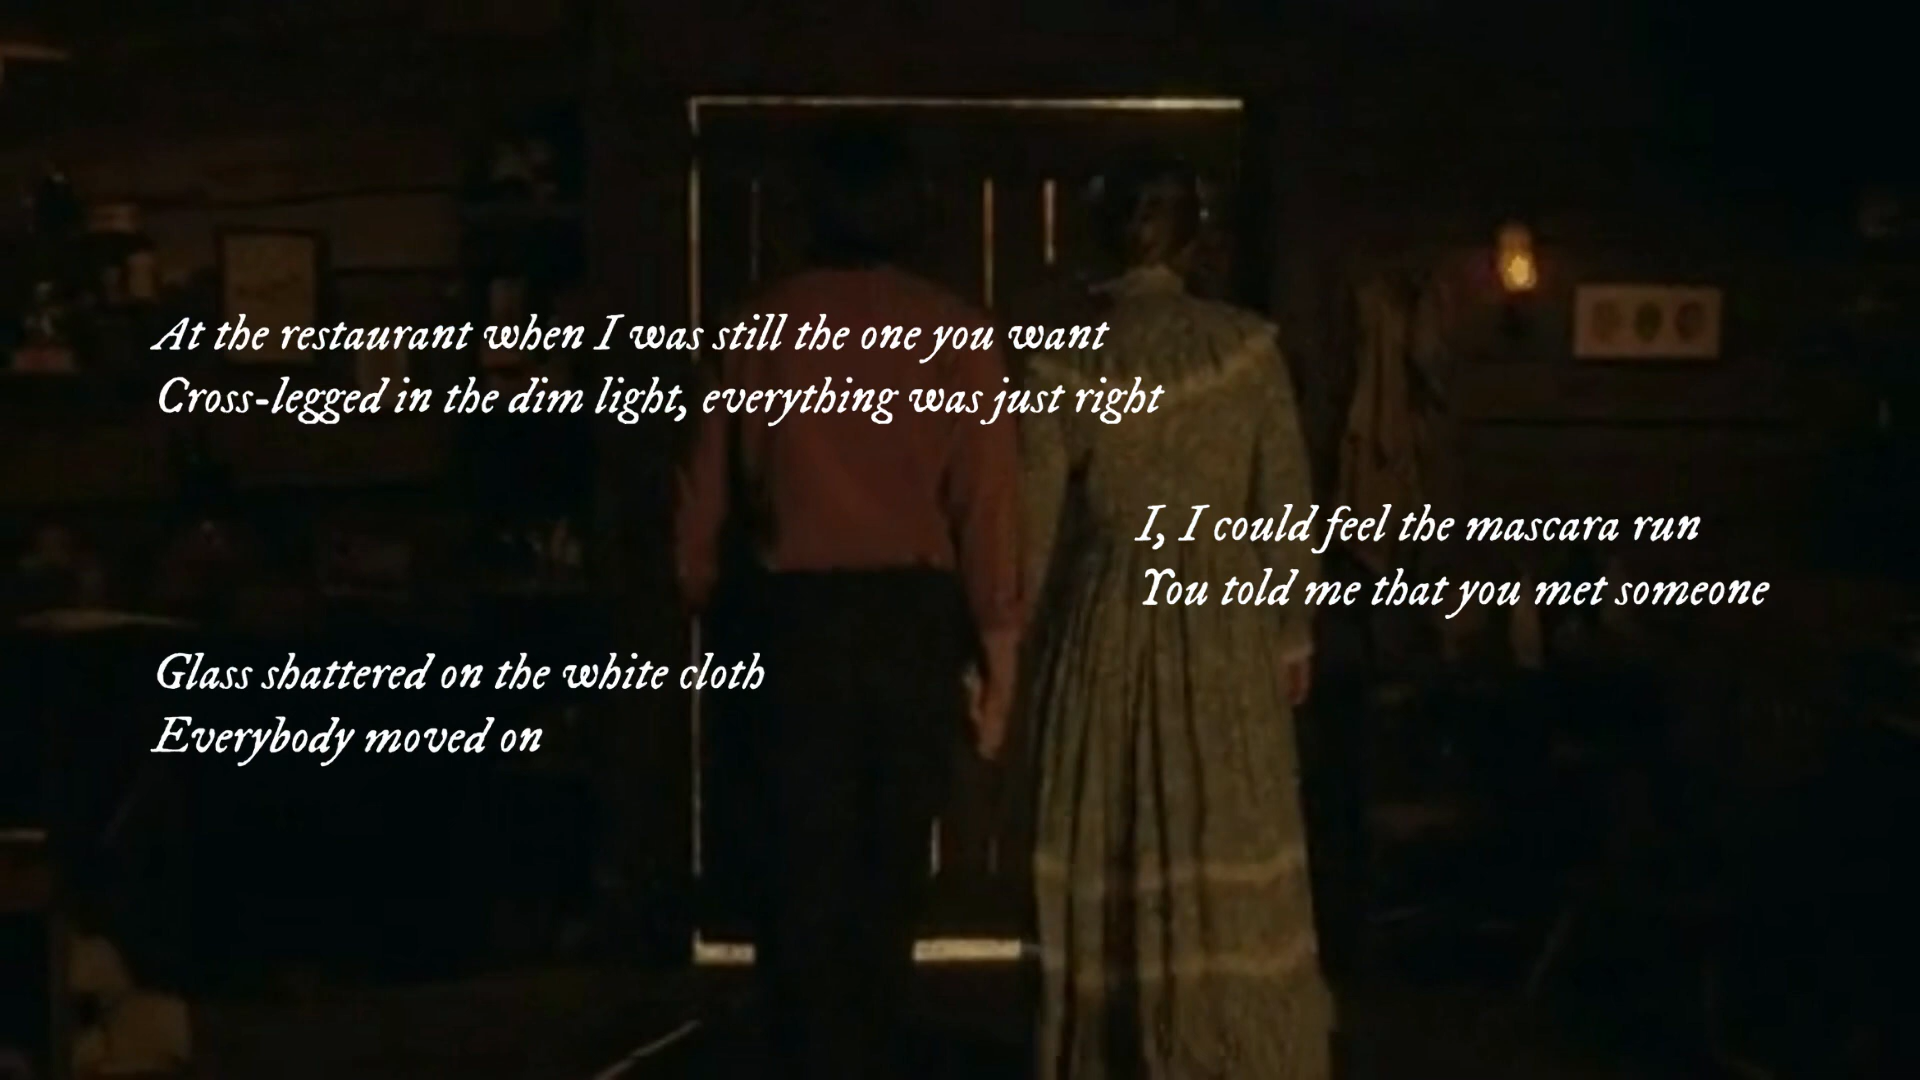 At the restaurant when I was still the one you want
Cross-legged in the dim light, everything was just right
I, I could feel the mascara run
You told me that you met someone
Glass shattered on the white cloth
Everybody moved on